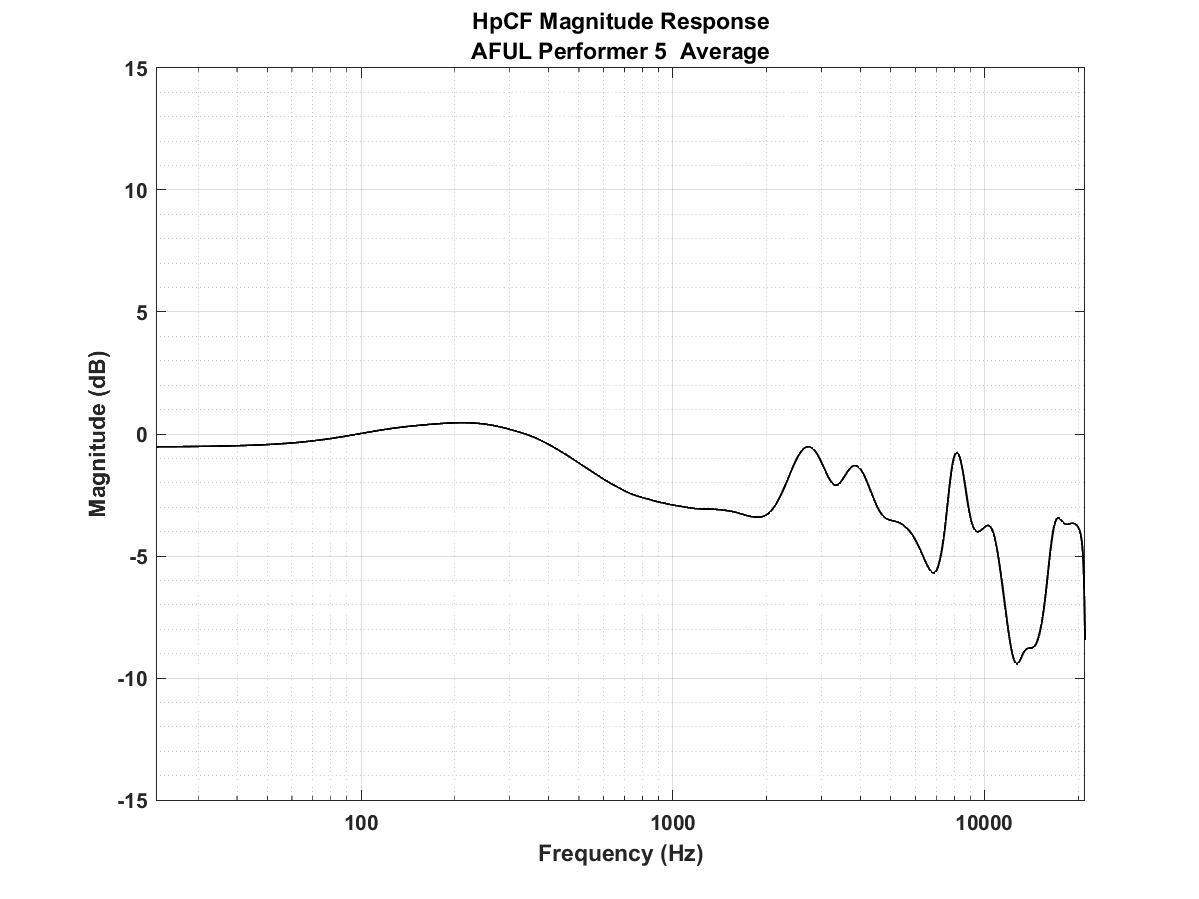 HpCF Magnitude Response
AFUL Performer 5  Average
15
10
5
0
-5
-10
-15
Magnitude (dB)
100
1000
10000
Frequency (Hz)